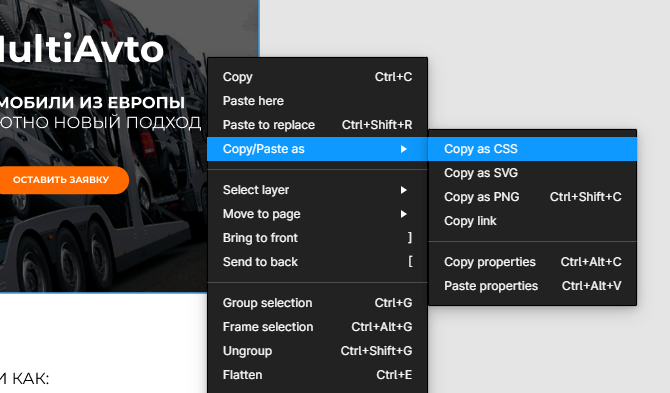 MultiAvto
МОБИЛИ ИЗ ЕВРОПЫ
ЮТНО НОВЫЙ ПОДХОД
ОСТАВИТЬ ЗАЯВКУ
И КАК:
Copy Ctrl+C
Paste here
Paste to replace Ctrl+Shift+R
Copy/Paste as
Select layer
Move to page
Bring to front ]
Send to back [
Group selection Ctrl+G
Frame selection Ctrl+Alt+G
Ungroup Ctrl+Shift+G
Flatten Ctrl+E
Copy as CSS
Copy as SVG
Copy as PNG Ctrl+Shift+C
Copy link
Copy properties Ctrl+Alt+C
Paste properties Ctrl+Alt+V